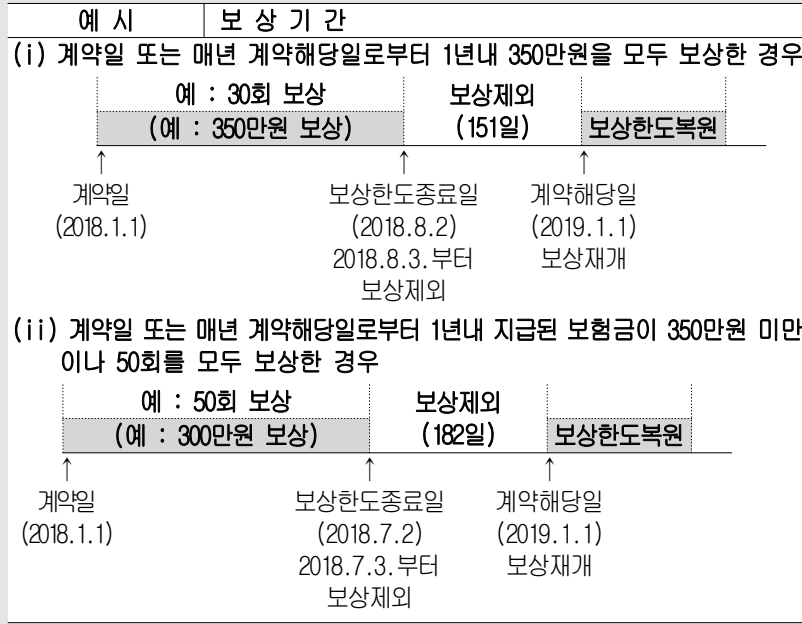 예 시 보 상 기 간
(i) 계약일 또는 매년 계약해당일로부터 1년내 350만원을 모두 보상한 경우
예 : 30회 보상 보상제외
(예 : 350만원 보상) (151일) 보상한도복원
↑ ↑ ↑
계약일 보상한도종료일 계약해당일
(2018.1.1) (2018.8.2) (2019.1.1)
2018.8.3.부터 보상재개
보상제외
(ii) 계약일 또는 매년 계약해당일로부터 1년내 지급된 보험금이 350만원 미만
이나 50회를 모두 보상한 경우
예 : 50회 보상 보상제외
(예 : 300만원 보상) (182일) 보상한도복원
↑ ↑ ↑
계약일 보상한도종료일 계약해당일
(2018.1.1) (2018.7.2) (2019.1.1)
2018.7.3.부터 보상재개
보상제외